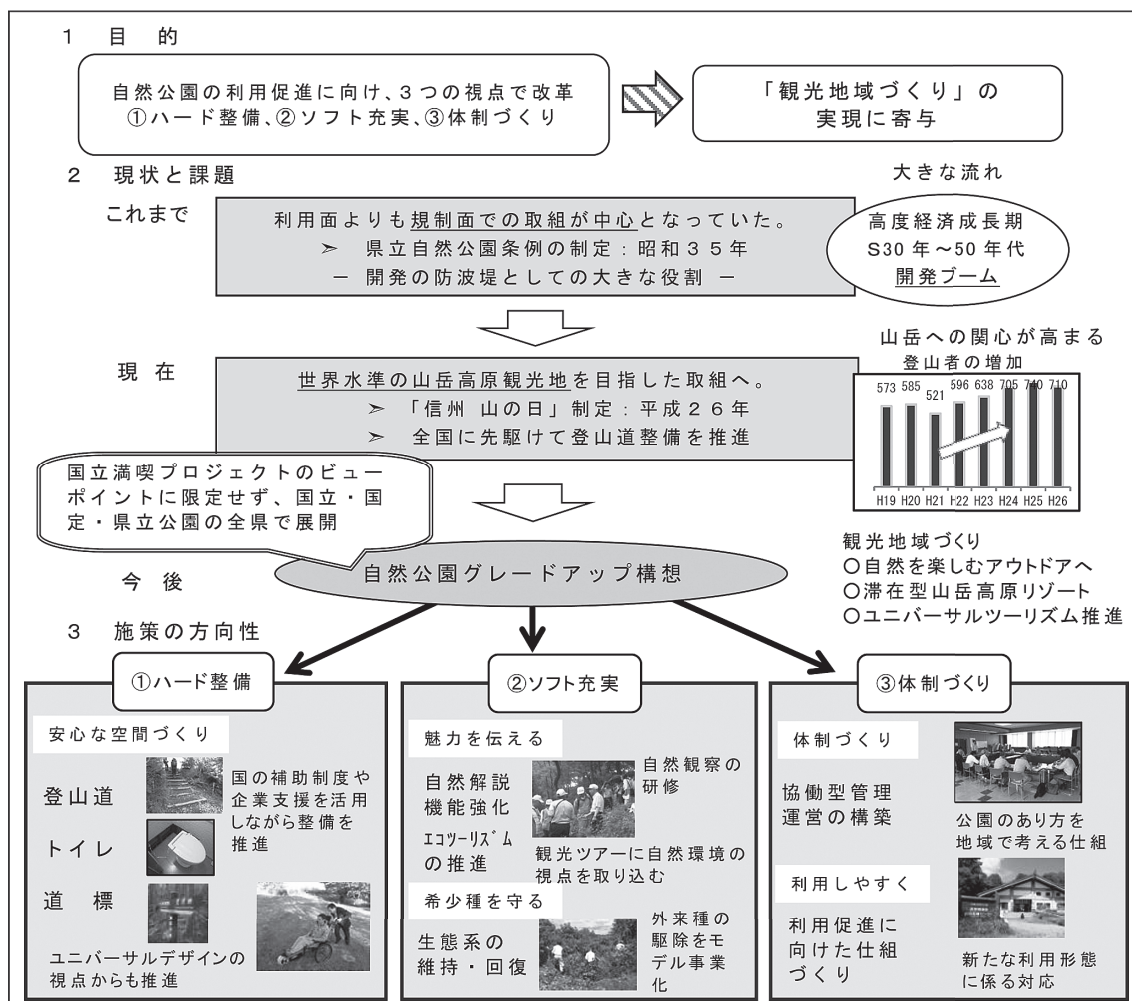 1 目 的
自然公園の利用促進に向け、3つの視点で改革
①ハード整備、②ソフト充実、③体制づくり
「観光地域づくり」の
実現に寄与
2 現状と課題
大きな流れ
これまで
利用面よりも規制面での取組が中心となっていた。
➢ 県立自然公園条例の制定：昭和35年
― 開発の防波堤としての大きな役割 ―
高度経済成長期
S30年～50年代
開発ブーム
現 在
世界水準の山岳高原観光地を目指した取組へ。
➢ 「信州 山の日」制定：平成26年
➢ 全国に先駆けて登山道整備を推進
山岳への関心が高まる
登山者の増加
573 585 521 596 638 705 740 710
H19 H20 H21 H22 H23 H24 H25 H26
国立満喫プロジェクトのビュー
ポイントに限定せず、国立・国
定・県立公園の全県で展開
今 後
自然公園グレードアップ構想
観光地域づくり
○自然を楽しむアウトドアへ
○滞在型山岳高原リゾート
○ユニバーサルツーリズム推進
3 施策の方向性
①ハード整備
安心な空間づくり
登山道
トイレ
道 標
国の補助制度や
企業支援を活用
しながら整備を
推進
ユニバーサルデザインの
視点からも推進
②ソフト充実
魅力を伝える
自然解説
機能強化
自然観察の
研修
ｴｺﾂｰﾘｽﾞﾑ
の推進
観光ツアーに自然環境の
視点を取り込む
希少種を守る
生態系の
維持・回復
外来種の
駆除をモ
デル事業
化
③体制づくり
体制づくり
協働型管理
運営の構築
公園のあり方を
地域で考える仕組
利用しやすく
利用促進に
向けた仕組
づくり
新たな利用形態
に係る対応